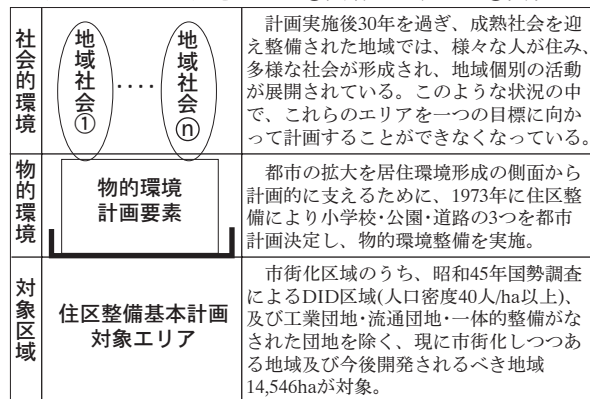 社会的環境
地域社会①
‥‥
地域社会ⓝ
計画実施後30年を過ぎ、成熟社会を迎
え整備された地域では、様々な人が住み、
多様な社会が形成され、地域個別の活動
が展開されている。このような状況の中
で、これらのエリアを一つの目標に向か
って計画することができなくなっている。
物的環境
物的環境
計画要素
都市の拡大を居住環境形成の側面から
計画的に支えるために、1973年に住区整
備により小学校・公園・道路の3つを都市
計画決定し、物的環境整備を実施。
対象区域
住区整備基本計画
対象エリア
市街化区域のうち、昭和45年国勢調査
によるDID区域(人口密度40人/ha以上)、
及び工業団地・流通団地・一体的整備がな
された団地を除く、現に市街化しつつあ
る地域及び今後開発されるべき地域
14,546haが対象。